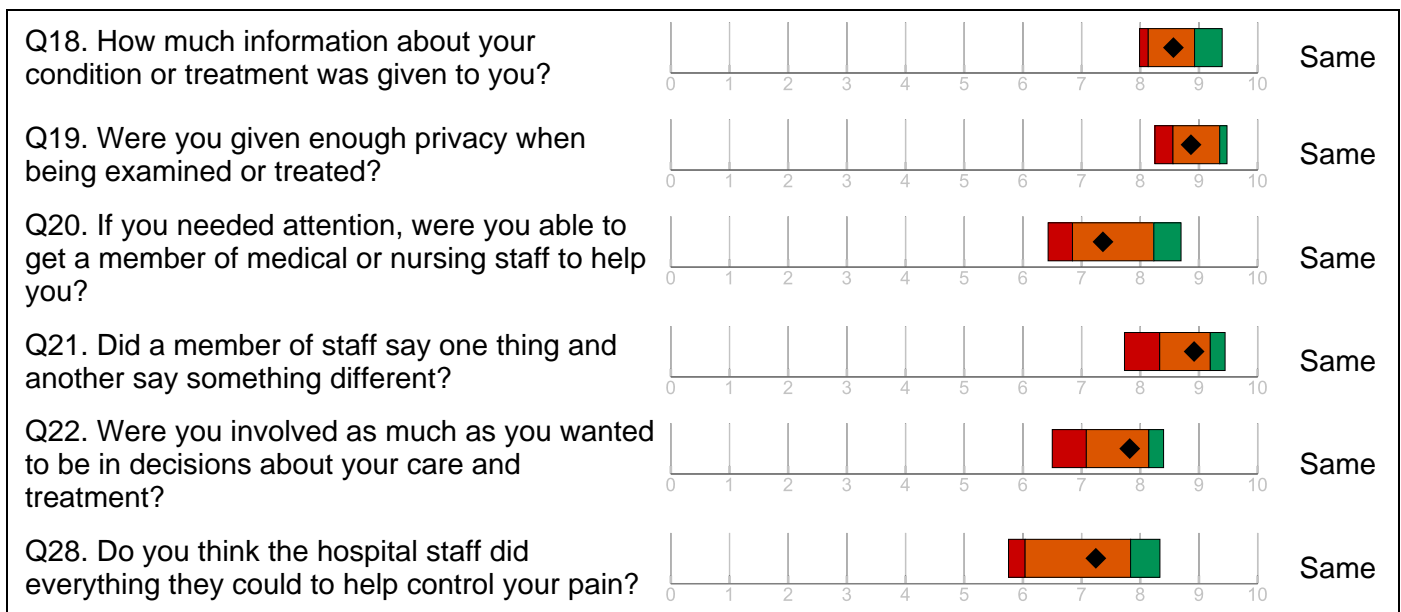 Q18. How much information about your
condition or treatment was given to you?
0 1 2 3 4 5 6 7 8 9 10
Same
Q19. Were you given enough privacy when
being examined or treated?
0 1 2 3 4 5 6 7 8 9 10
Same
Q20. If you needed attention, were you able to
get a member of medical or nursing staff to help
you?
0 1 2 3 4 5 6 7 8 9 10
Same
Q21. Did a member of staff say one thing and
another say something different?
0 1 2 3 4 5 6 7 8 9 10
Same
Q22. Were you involved as much as you wanted
to be in decisions about your care and
treatment?
0 1 2 3 4 5 6 7 8 9 10
Same
Q28. Do you think the hospital staff did
everything they could to help control your pain?
0 1 2 3 4 5 6 7 8 9 10
Same